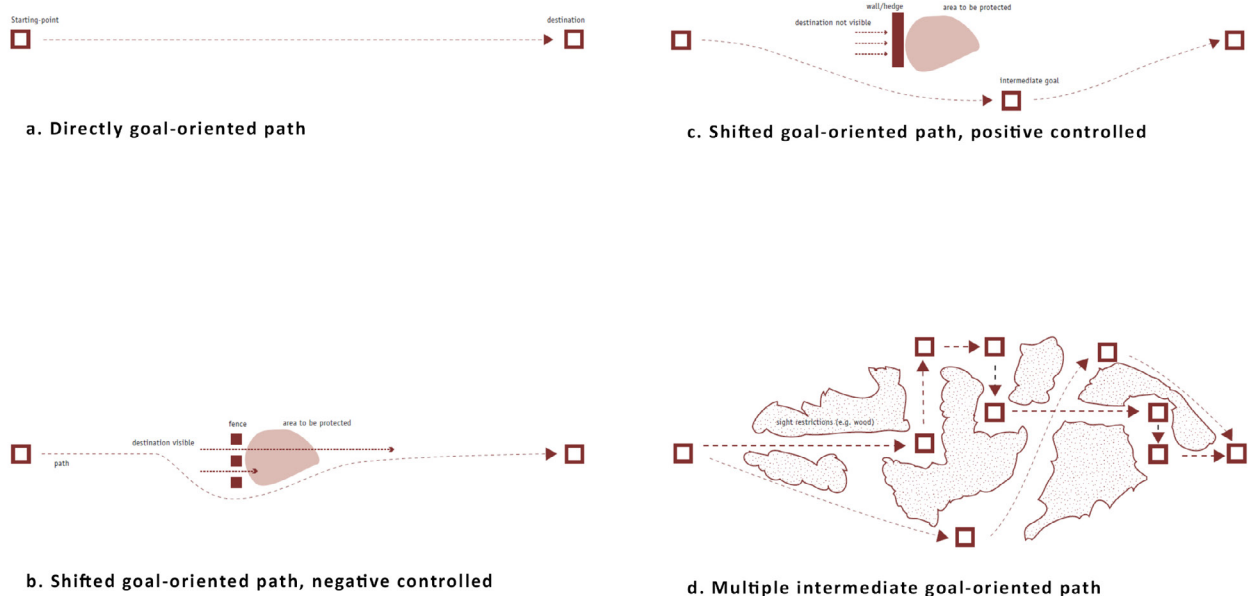 Starting-point
destination
a. Directly goal-oriented path
wall/hedge
area to be protected
destination not visible
intermediate goal
c. Shifted goal-oriented path, positive controlled
fence
area to be protected
destination visible
path
b. Shifted goal-oriented path, negative controlled
sight restrictions (e.g. wood)
d. Multiple intermediate goal-oriented path